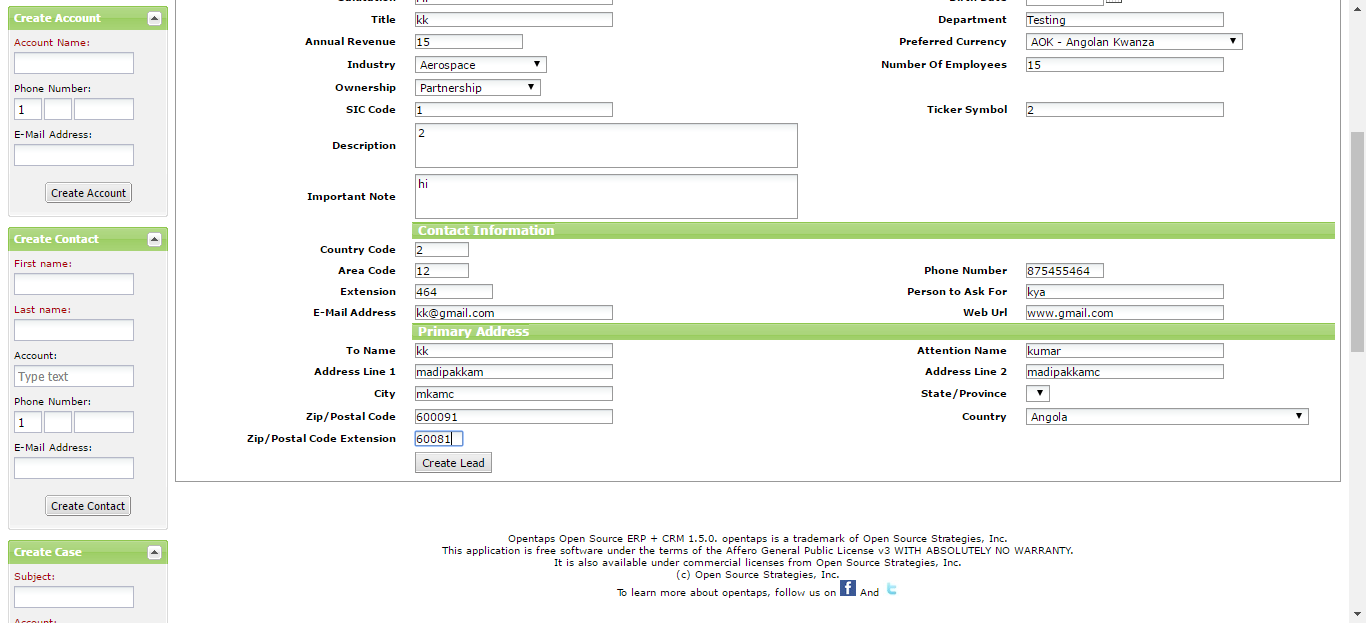 Create Account
Account Name:
Phone Number:
1
E-Mail Address:
Create Account
Create Contact
First name:
Last name:
Account:
Type text
Phone Number:
1
E-Mail Address:
Create Contact
Create Case
Subject:
Title kk Department Testing
Annual Revenue 15 Preferred Currency AOK - Angolan Kwanza
Industry Aerospace Number Of Employees 15
Ownership Partnership
SIC Code 1 Ticker Symbol 2
Description 2
Important Note hi
Contact Information
Country Code 2
Area Code 12 Phone Number 875455464
Extension 464 Person to Ask For kya
E-Mail Address kk@gmail.com Web Url www.gmail.com
Primary Address
To Name kk Attention Name kumar
Address Line 1 madipakkam Address Line 2 madipakkamc
City mkamc State/Province
Zip/Postal Code 600091 Country Angola
Zip/Postal Code Extension 60081
Create Lead
Opentaps Open Source ERP + CRM 1.5.0. opentaps is a trademark of Open Source Strategies, Inc.
This application is free software under the terms of the Affero General Public License v3 WITH ABSOLUTELY NO WARRANTY.
It is also available under commercial licenses from Open Source Strategies, Inc.
(c) Open Source Strategies, Inc.
To learn more about opentaps, follow us on f And t